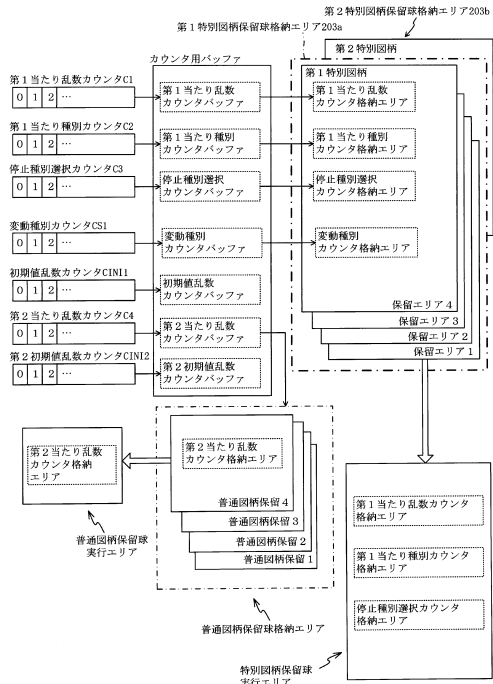 第２特別図柄保留球格納エリア203b
第１特別図柄保留球格納エリア203a
第２特別図柄
カウンタ用バッファ
第１特別図柄
第１当たり乱数カウンタC1
0 1 2 …
第１当たり乱数
カウンタバッファ
第１当たり乱数
カウンタ格納エリア
第１当たり種別カウンタC2
0 1 2 …
第１当たり種別
カウンタバッファ
第１当たり種別
カウンタ格納エリア
停止種別選択カウンタC3
0 1 2 …
停止種別選択
カウンタバッファ
停止種別選択
カウンタ格納エリア
変動種別カウンタCS1
0 1 2 …
変動種別
カウンタバッファ
変動種別
カウンタ格納エリア
初期値乱数カウンタCINI1
0 1 2 …
初期値乱数
カウンタバッファ
保留エリア４
保留エリア３
保留エリア２
保留エリア１
第２当たり乱数カウンタC4
0 1 2 …
第２当たり乱数
カウンタバッファ
第２初期値乱数カウンタCINI2
0 1 2 …
第２初期値乱数
カウンタバッファ
第２当たり乱数
カウンタ格納
エリア
普通図柄保留球
実行エリア
第２当たり乱数
カウンタ格納エリア
普通図柄保留４
普通図柄保留３
普通図柄保留２
普通図柄保留１
普通図柄保留球格納エリア
第１当たり乱数カウンタ
格納エリア
第１当たり種別カウンタ
格納エリア
停止種別選択カウンタ
格納エリア
特別図柄保留球
実行エリア